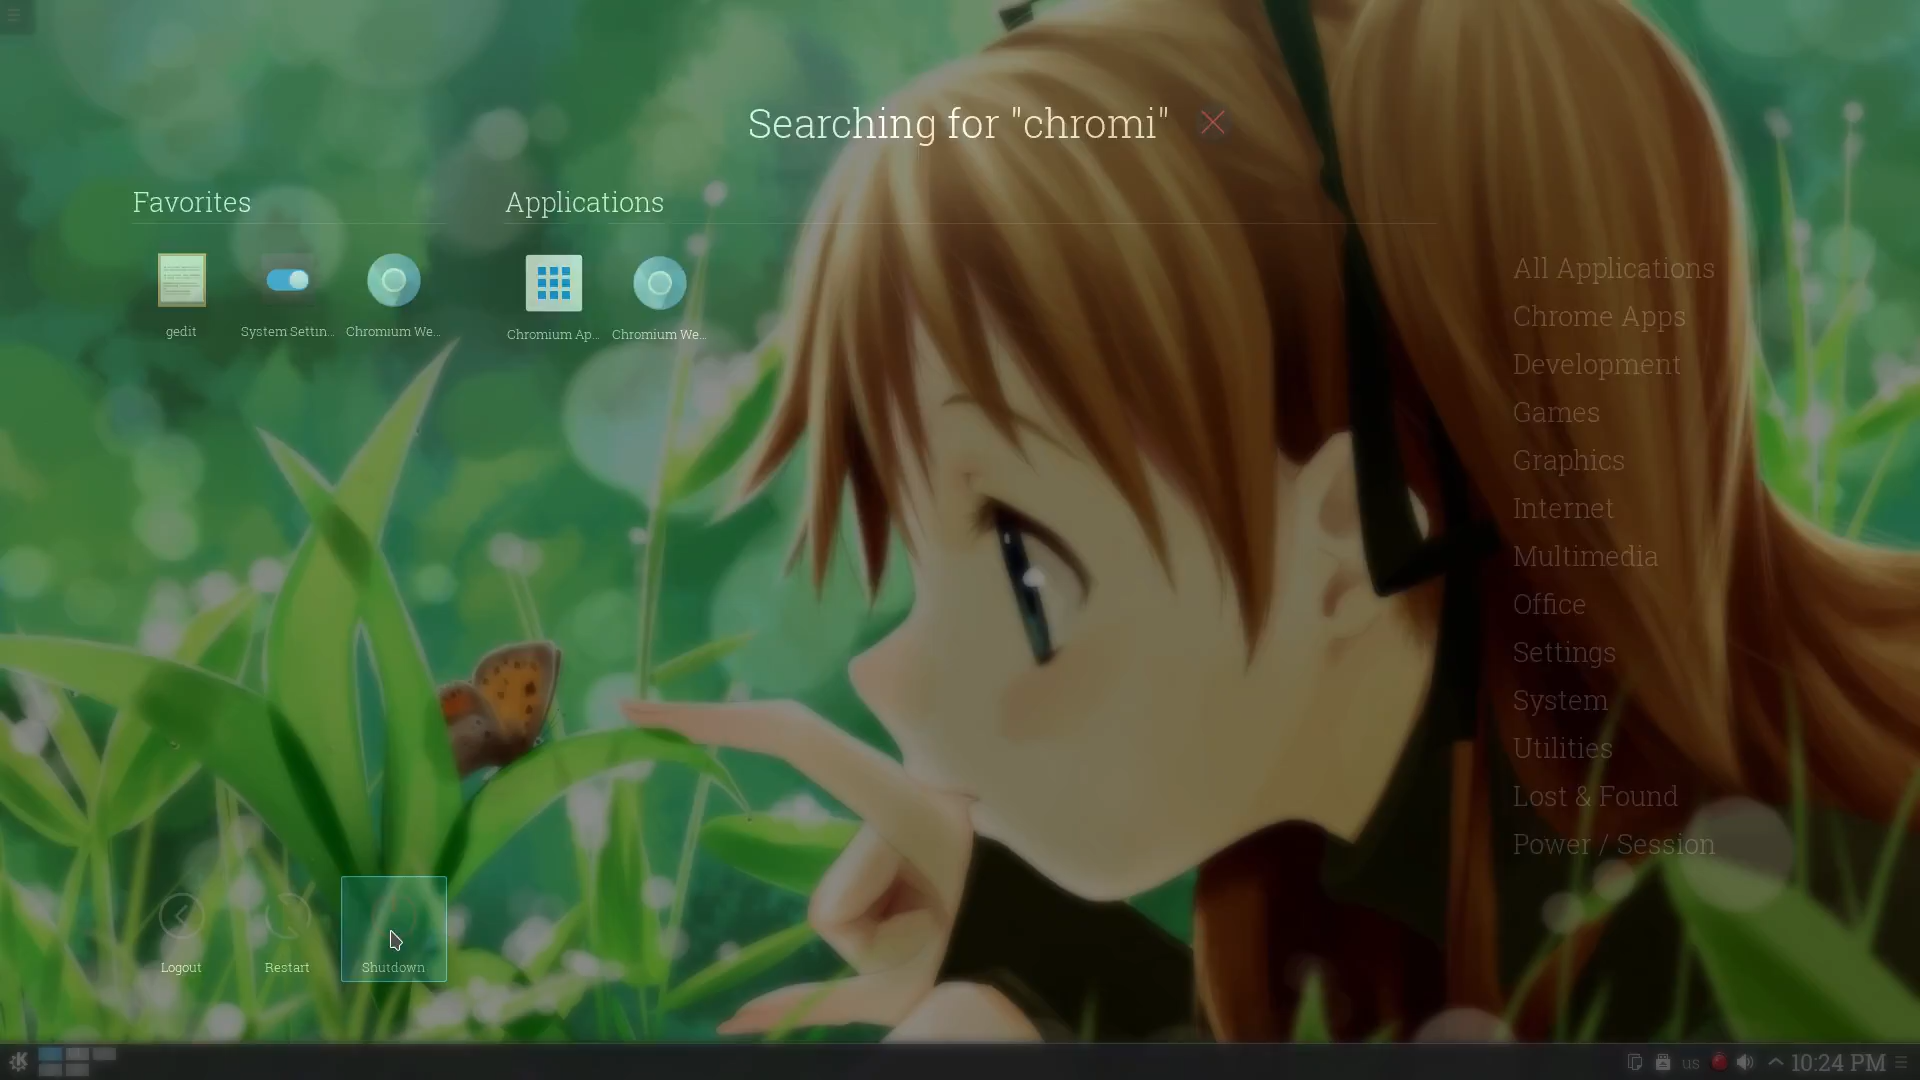 Searching for "chromi"
Favorites
Applications
gedit
System Settin...
Chromium We...
Chromium Ap...
Chromium We...
All Applications
Chrome Apps
Development
Games
Graphics
Internet
Multimedia
Office
Settings
System
Utilities
Lost & Found
Power / Session
Logout
Restart
Shutdown
us
10:24 PM